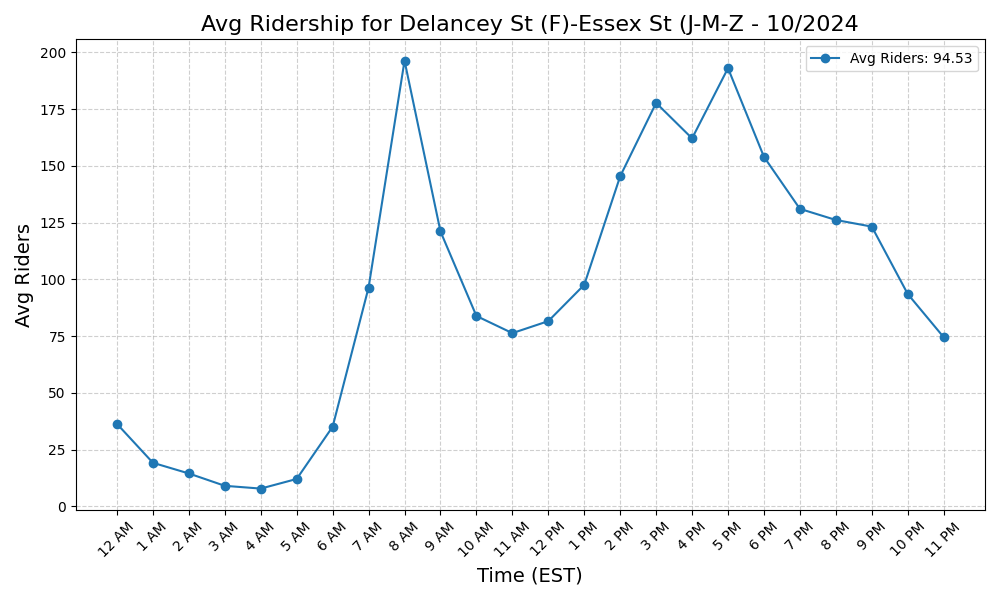 Avg Ridership for Delancey St (F)-Essex St (J-M-Z - 10/2024
Avg Riders: 94.53
Avg Riders
200
175
150
125
100
75
50
25
0
12 AM
1 AM
2 AM
3 AM
4 AM
5 AM
6 AM
7 AM
8 AM
9 AM
10 AM
11 AM
12 PM
1 PM
2 PM
3 PM
4 PM
5 PM
6 PM
7 PM
8 PM
9 PM
10 PM
11 PM
Time (EST)